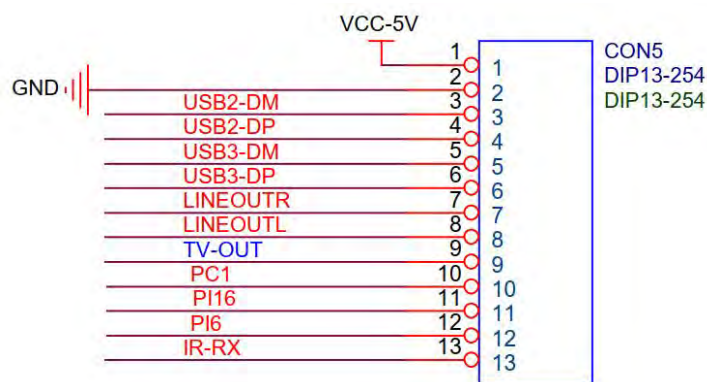 VCC-5V
1 1 CON5
2 DIP13-254
GND 2 DIP13-254
USB2-DM 3 3
USB2-DP 4 4
USB3-DM 5 5
USB3-DP 6 6
LINEOUTR 7 7
LINEOUTL 8 8
TV-OUT 9 9
PC1 10 10
PI16 11 11
PI6 12 12
IR-RX 13 13